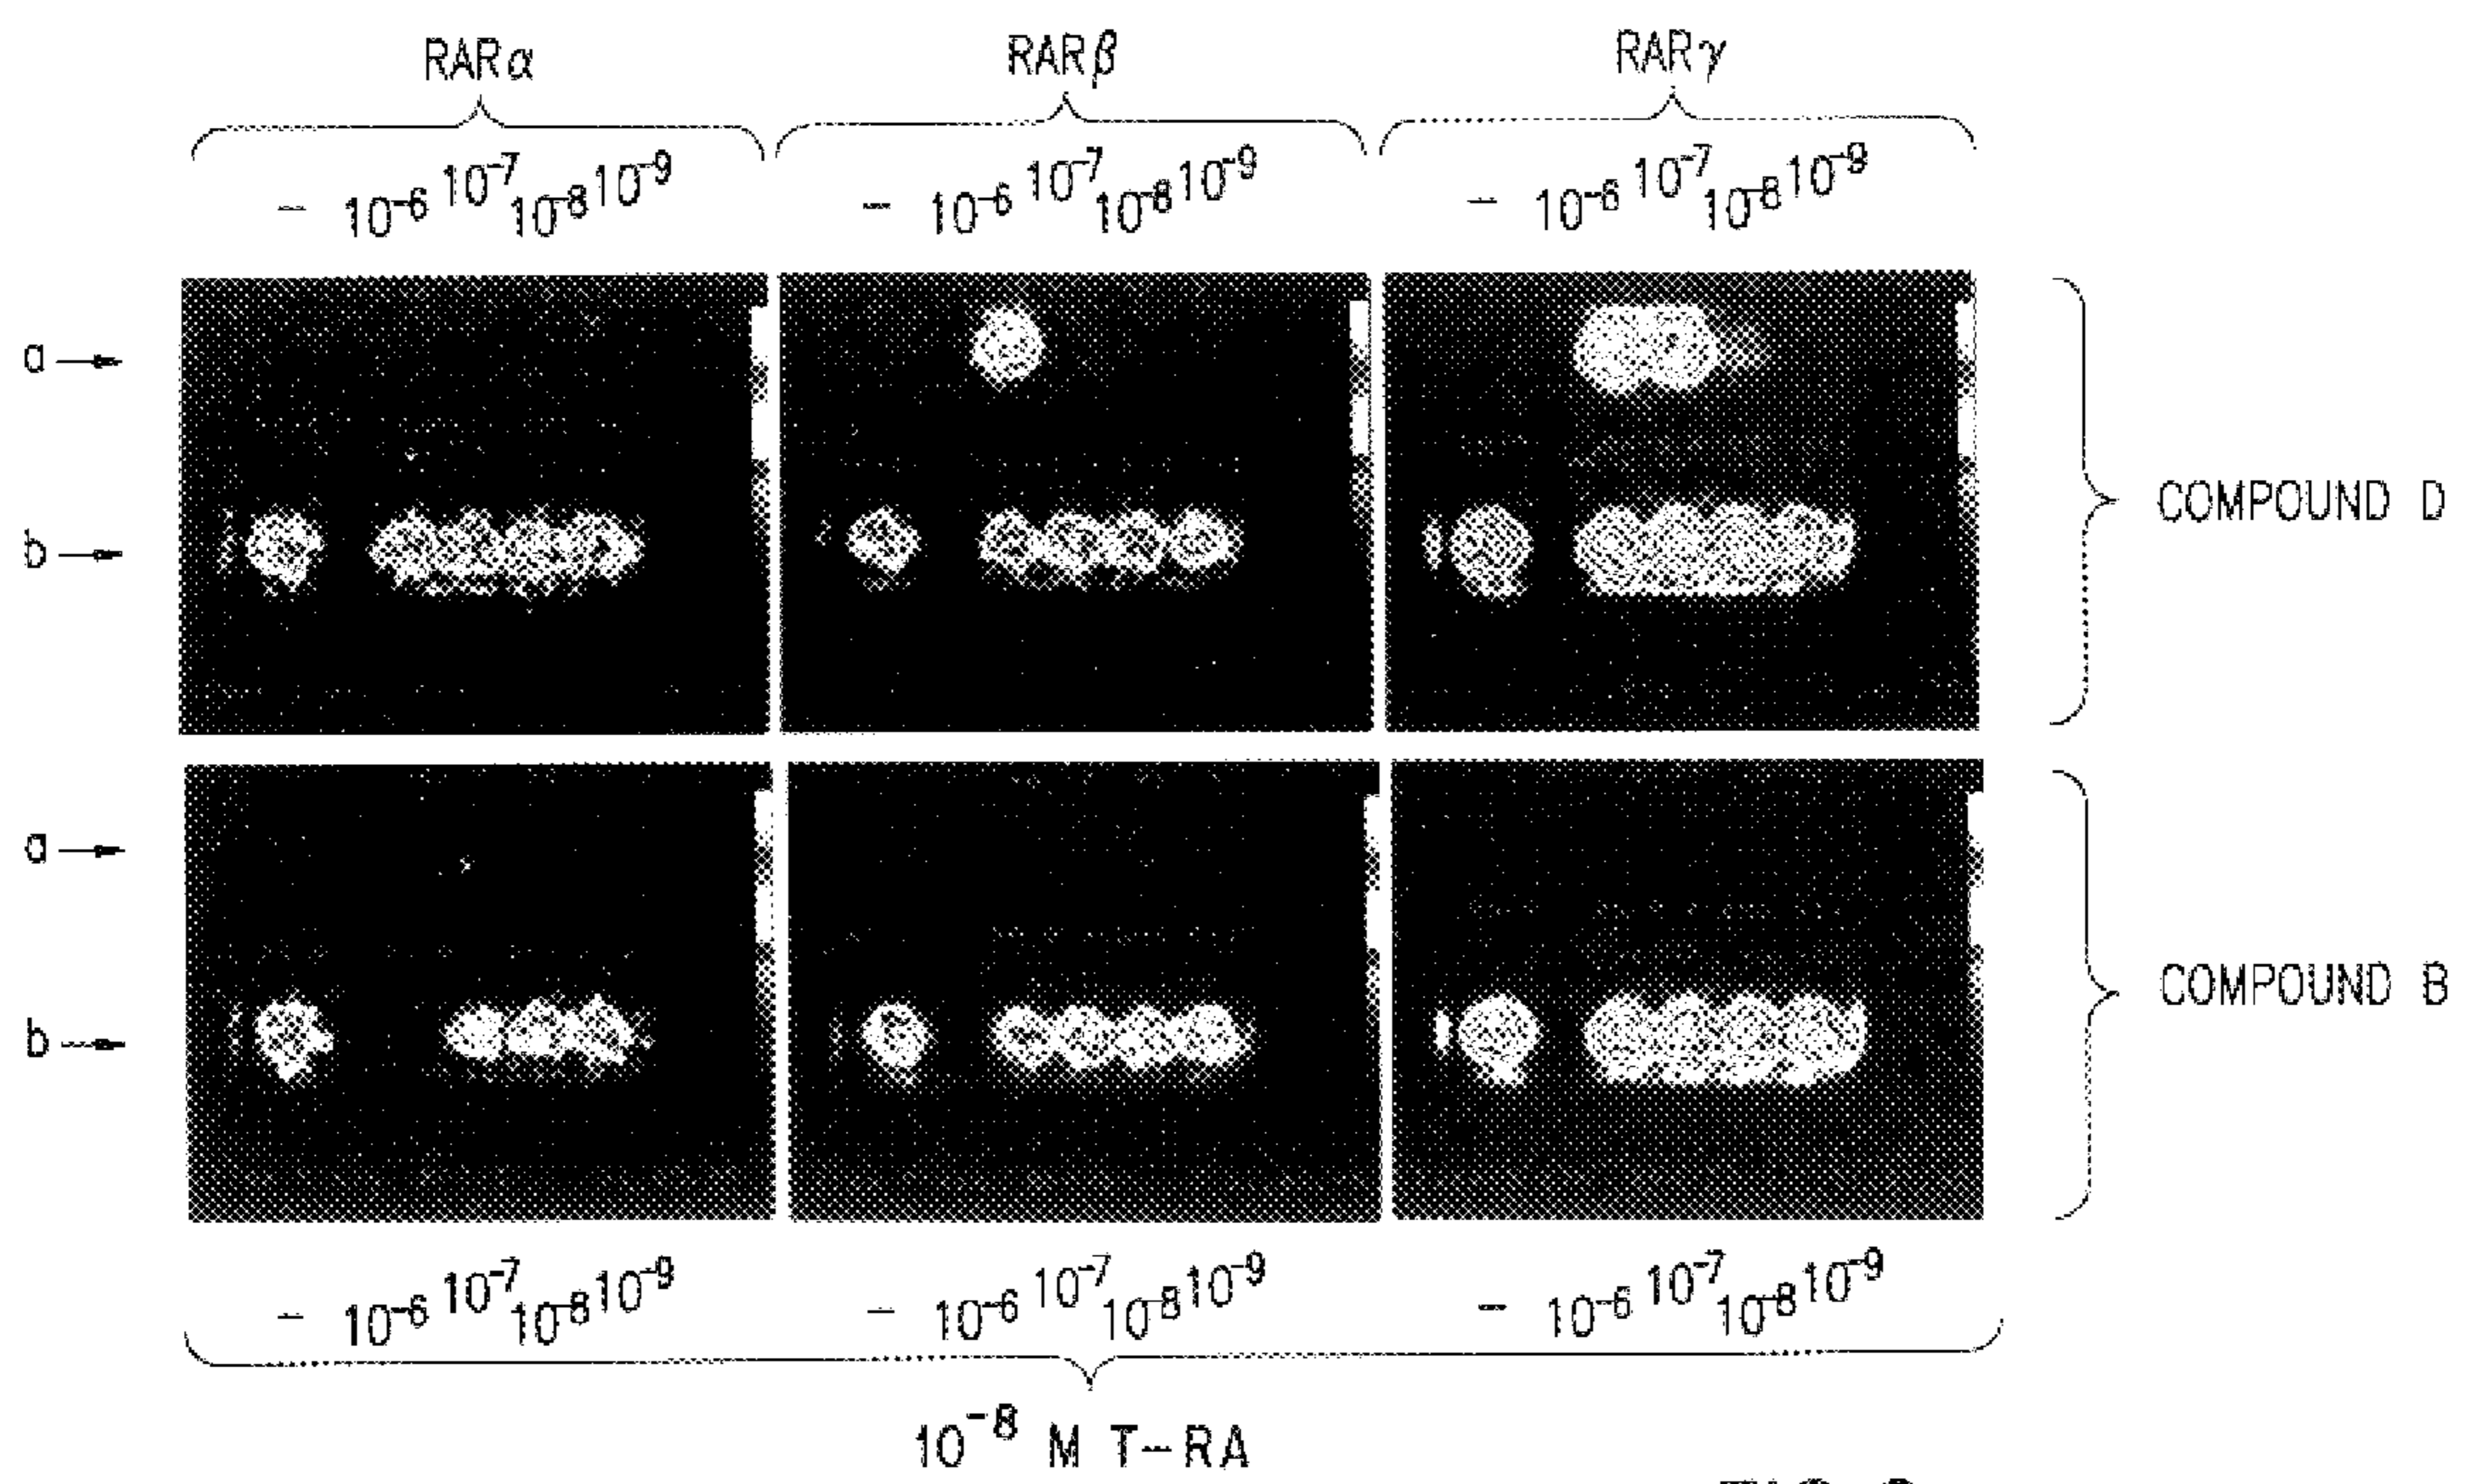 RARα RARβ RARγ
- 10⁻⁶ 10⁻⁷ 10⁻⁸ 10⁻⁹ - 10⁻⁶ 10⁻⁷ 10⁻⁸ 10⁻⁹ - 10⁻⁶ 10⁻⁷ 10⁻⁸ 10⁻⁹
a
b
COMPOUND D
a
b
COMPOUND B
- 10⁻⁶ 10⁻⁷ 10⁻⁸ 10⁻⁹ - 10⁻⁶ 10⁻⁷ 10⁻⁸ 10⁻⁹ - 10⁻⁶ 10⁻⁷ 10⁻⁸ 10⁻⁹
10⁻⁸ M T-RA